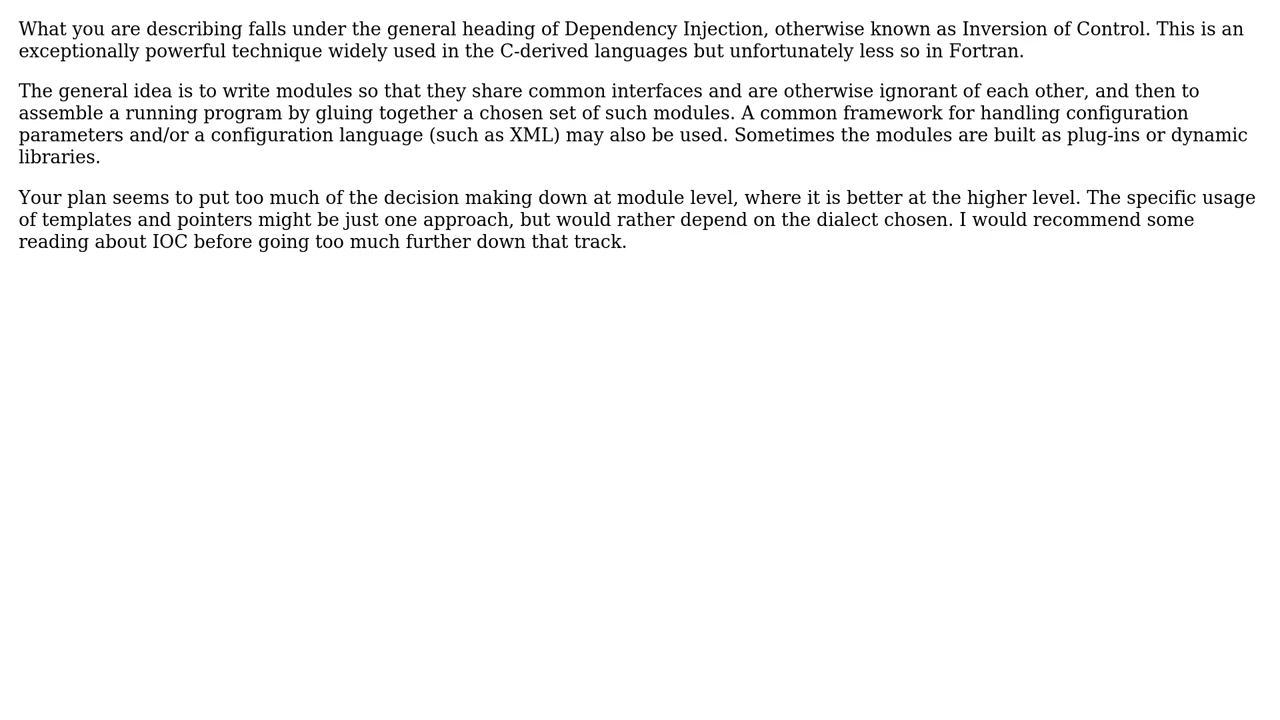 What you are describing falls under the general heading of Dependency Injection, otherwise known as Inversion of Control. This is an
exceptionally powerful technique widely used in the C-derived languages but unfortunately less so in Fortran.
The general idea is to write modules so that they share common interfaces and are otherwise ignorant of each other, and then to
assemble a running program by gluing together a chosen set of such modules. A common framework for handling configuration
parameters and/or a configuration language (such as XML) may also be used. Sometimes the modules are built as plug-ins or dynamic
libraries.
Your plan seems to put too much of the decision making down at module level, where it is better at the higher level. The specific usage
of templates and pointers might be just one approach, but would rather depend on the dialect chosen. I would recommend some
reading about IOC before going too much further down that track.